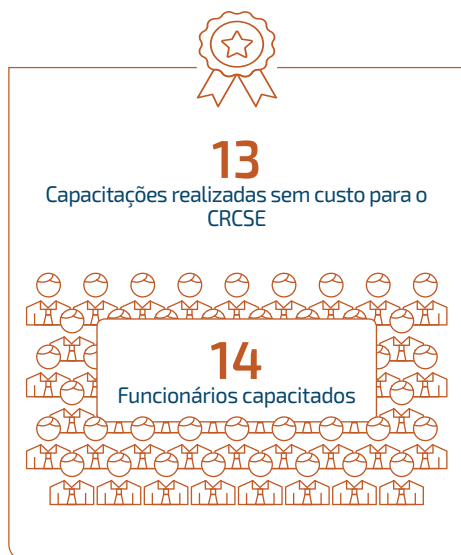 13
Capacitações realizadas sem custo para o
CRCSE
14
Funcionários capacitados